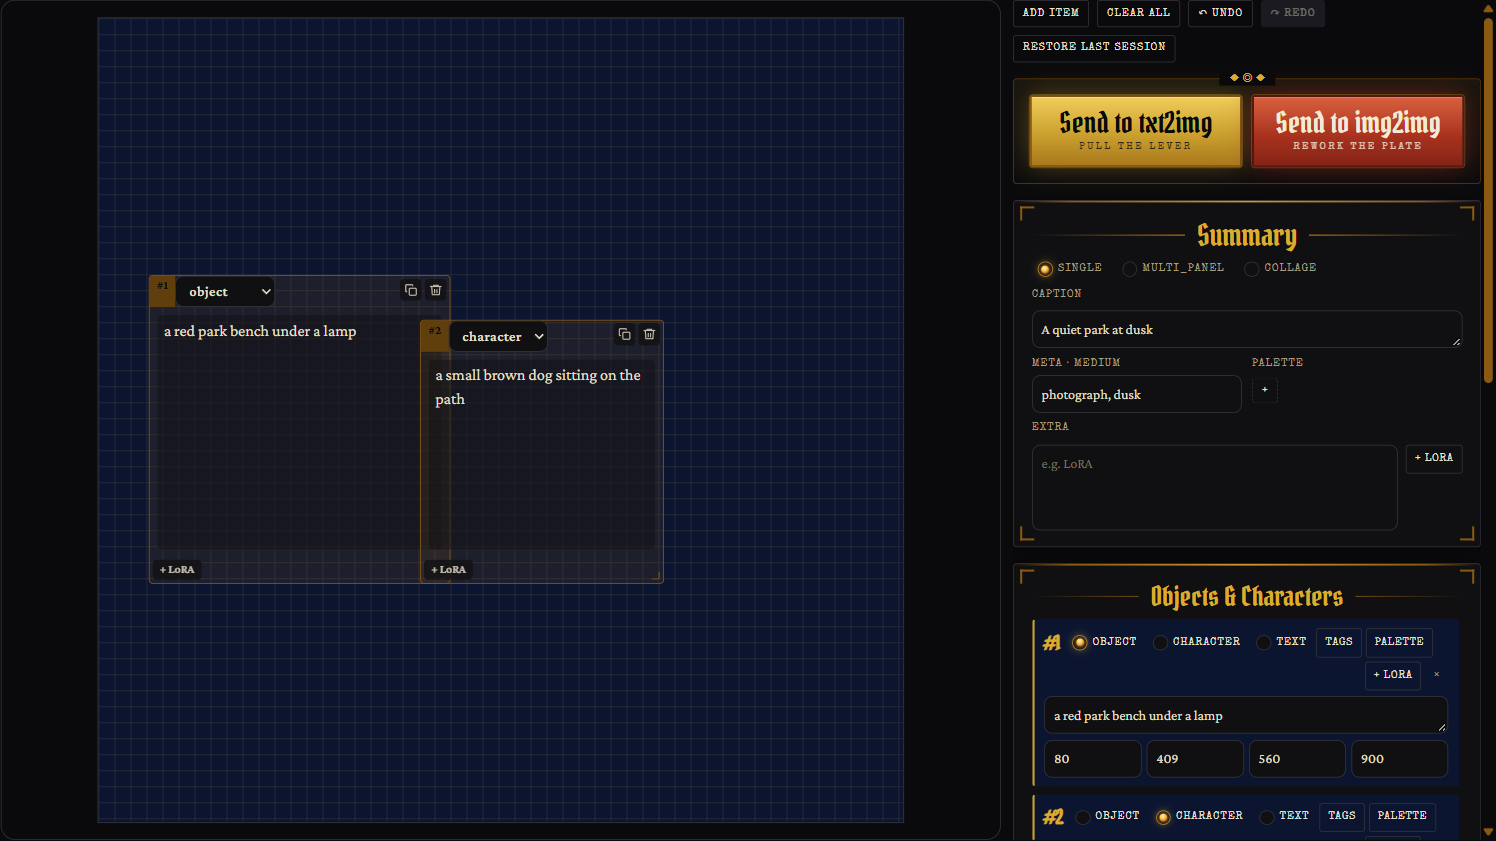 #1
object
a red park bench under a lamp
+ LoRA
#2
character
a small brown dog sitting on the
path
+ LoRA
ADD ITEM
CLEAR ALL
↶ UNDO
↷ REDO
RESTORE LAST SESSION
Send to txt2img
PULL THE LEVER
Send to img2img
REWORK THE PLATE
Summary
SINGLE
MULTI_PANEL
COLLAGE
CAPTION
A quiet park at dusk
META · MEDIUM
PALETTE
photograph, dusk
+
EXTRA
e.g. LoRA
+ LORA
Objects & Characters
#1
OBJECT
CHARACTER
TEXT
TAGS
PALETTE
+ LORA
×
a red park bench under a lamp
80
409
560
900
#2
OBJECT
CHARACTER
TEXT
TAGS
PALETTE